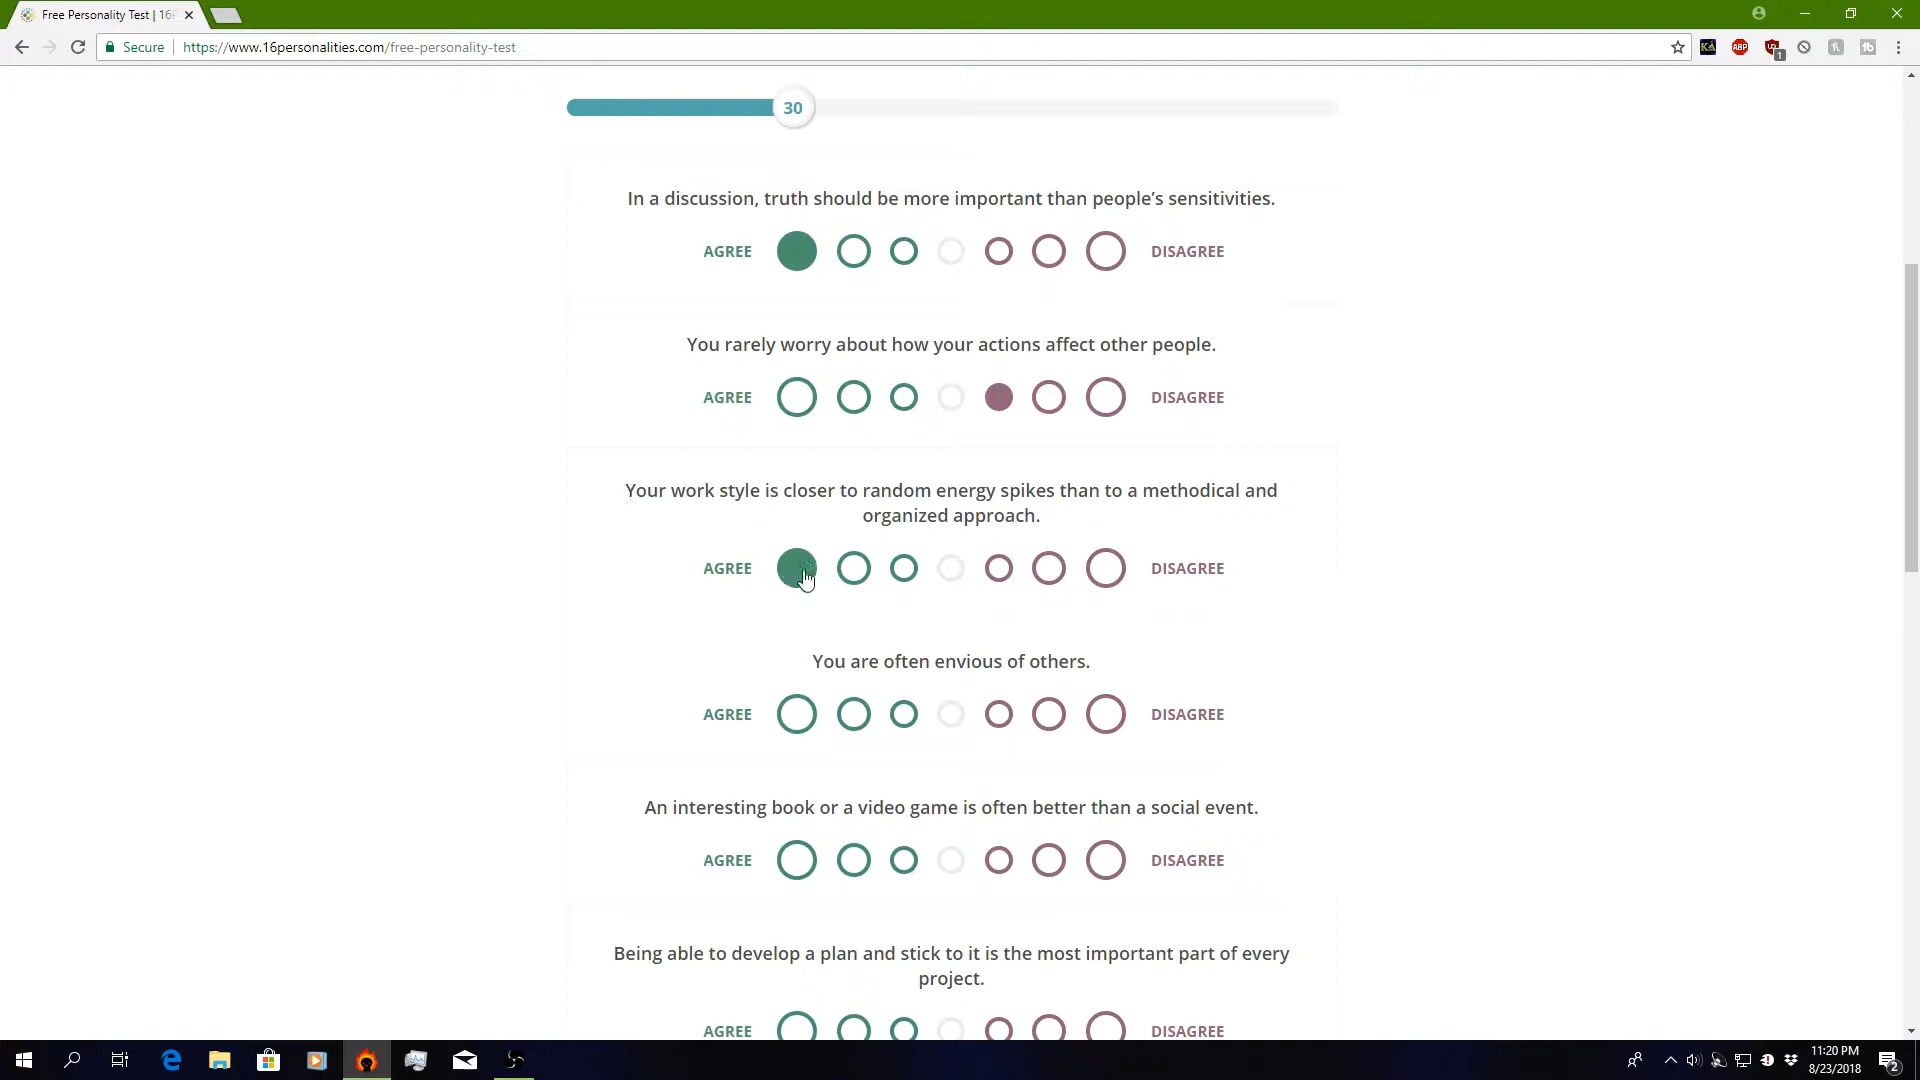 Free Personality Test | 16P
Secure
https://www.16personalities.com/free-personality-test
ABP
1
tb
30
In a discussion, truth should be more important than people’s sensitivities.
AGREE DISAGREE
You rarely worry about how your actions affect other people.
AGREE DISAGREE
Your work style is closer to random energy spikes than to a methodical and
organized approach.
AGREE DISAGREE
You are often envious of others.
AGREE DISAGREE
An interesting book or a video game is often better than a social event.
AGREE DISAGREE
Being able to develop a plan and stick to it is the most important part of every
project.
AGREE DISAGREE
11:20 PM
8/23/2018
2